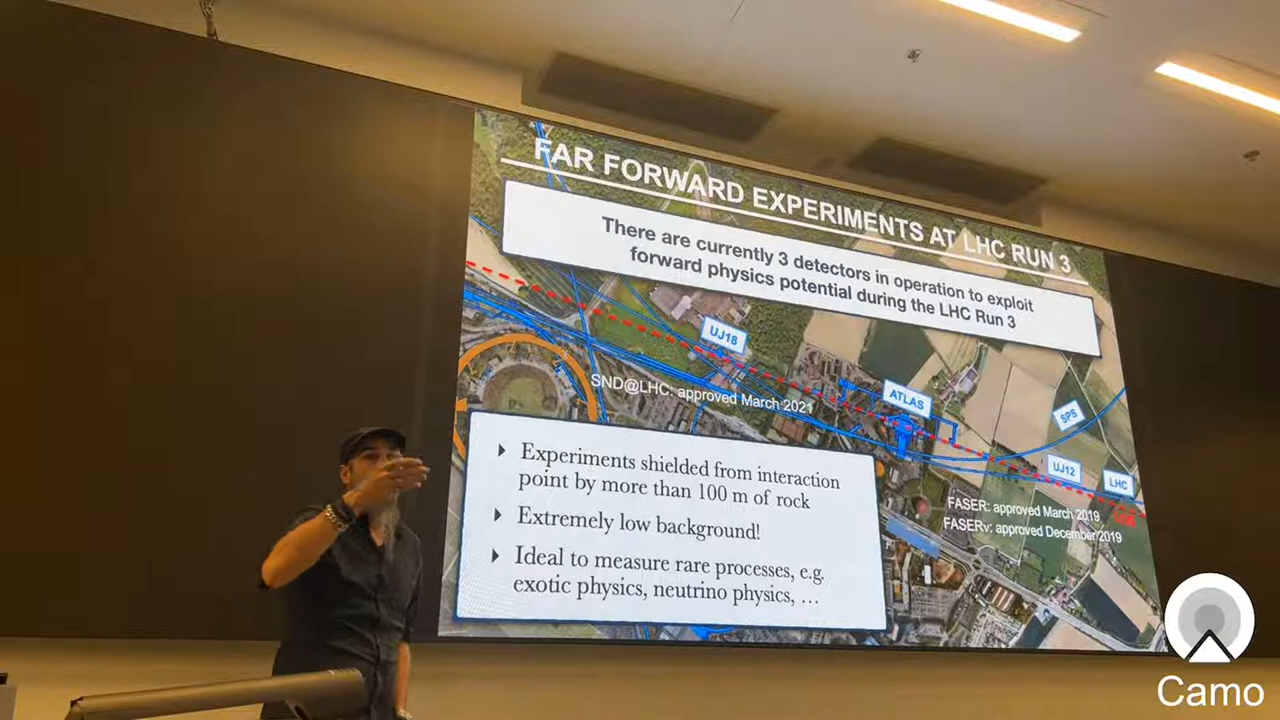 FAR FORWARD EXPERIMENTS AT LHC RUN 3
There are currently 3 detectors in operation to exploit
forward physics potential during the LHC Run 3
UJ18
SND@LHC: approved March 2021
ATLAS
SPS
UJ12
LHC
FASER: approved March 2019
FASERν: approved December 2019
‣ Experiments shielded from interaction
point by more than 100 m of rock
‣ Extremely low background!
‣ Ideal to measure rare processes, e.g.
exotic physics, neutrino physics, …
Camo